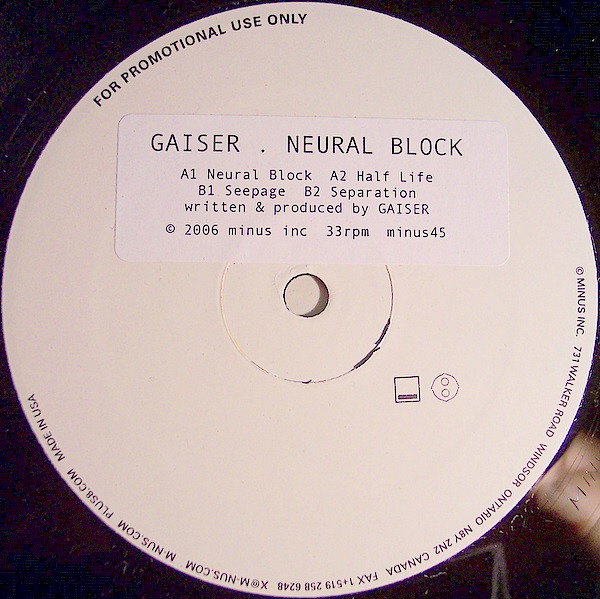 FOR PROMOTIONAL USE ONLY
GAISER . NEURAL BLOCK
A1 Neural Block A2 Half Life
B1 Seepage B2 Separation
written & produced by GAISER
© 2006 minus inc 33rpm minus45
©MINUS INC. 731 WALKER ROAD WINDSOR ONTARIO N8Y 2N2 CANADA FAX 1+519 258 6248 X@M-NUS.COM M-NUS.COM PLUS8.COM MADE IN USA